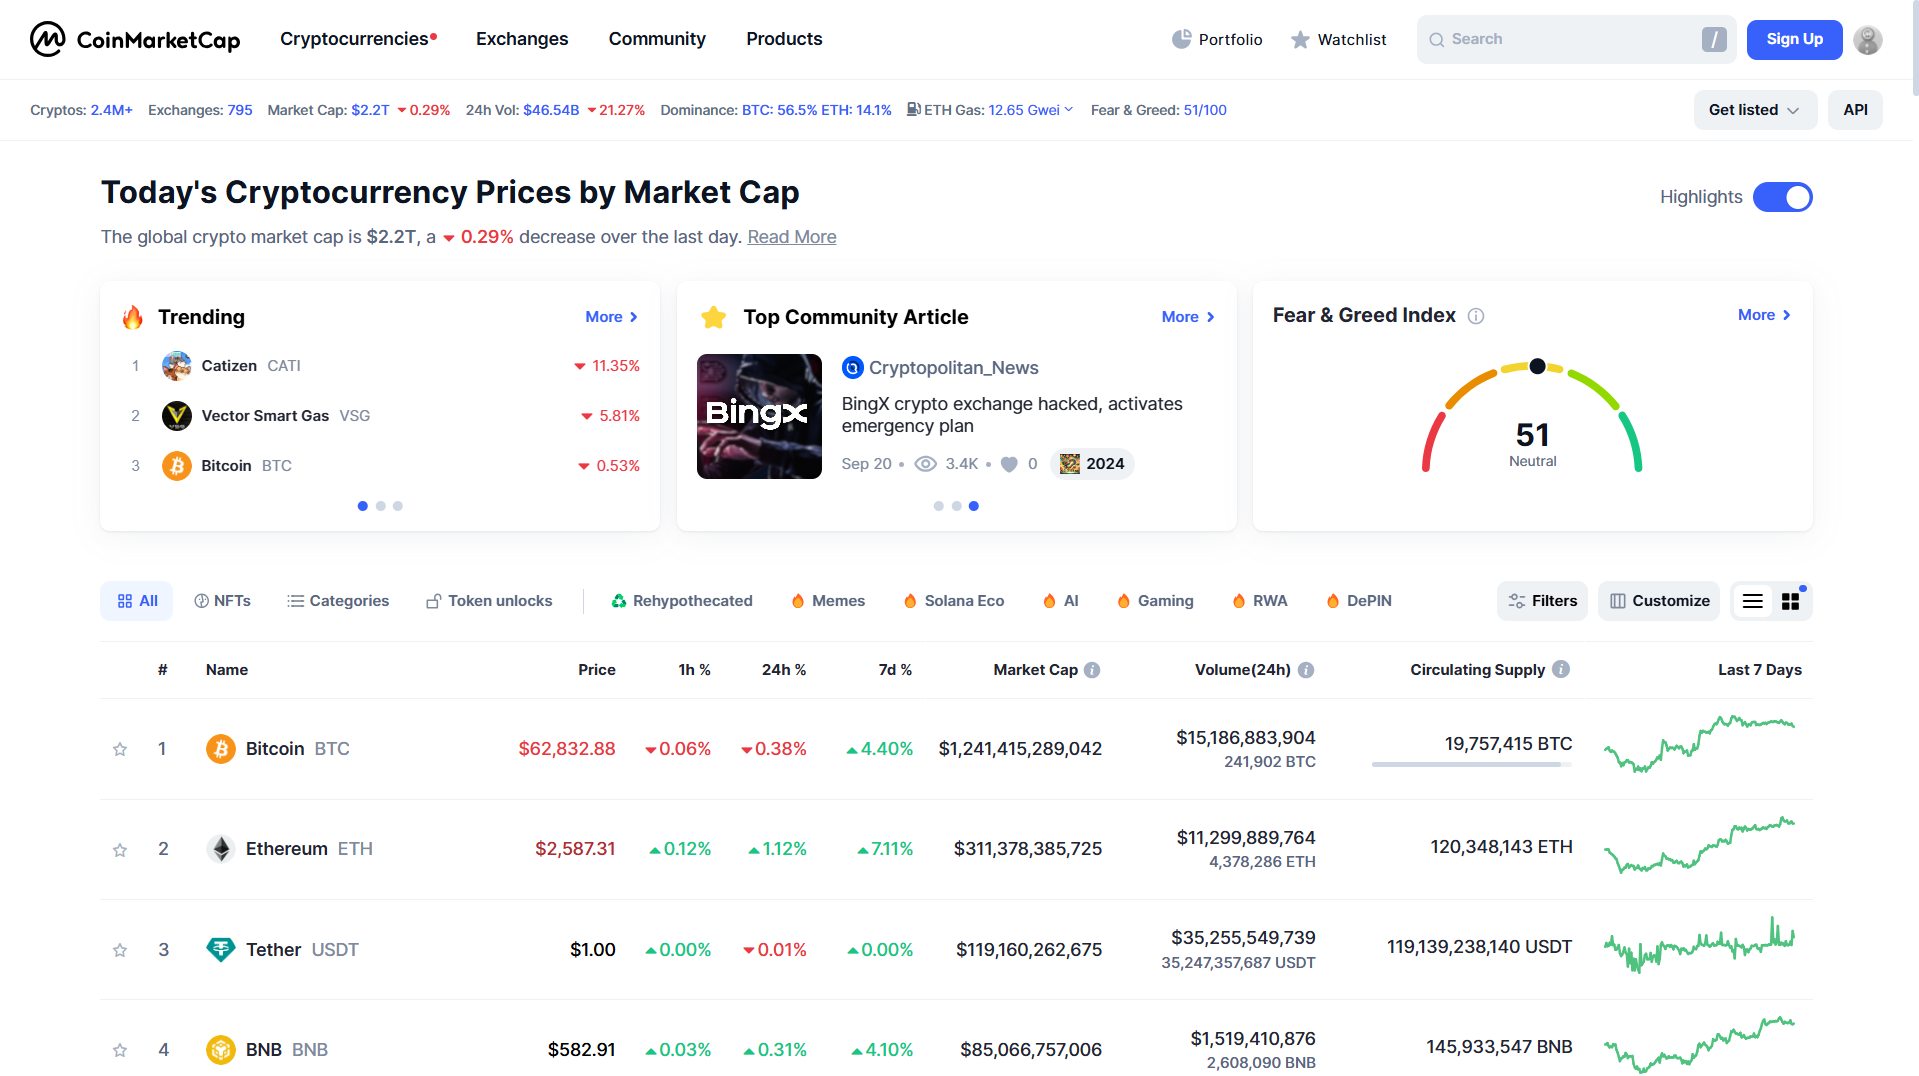 CoinMarketCap Cryptocurrencies Exchanges Community Products Portfolio Watchlist Search / Sign Up
Cryptos: 2.4M+ Exchanges: 795 Market Cap: $2.2T 0.29% 24h Vol: $46.54B 21.27% Dominance: BTC: 56.5% ETH: 14.1% ETH Gas: 12.65 Gwei Fear & Greed: 51/100 Get listed API
Today's Cryptocurrency Prices by Market Cap
Highlights
The global crypto market cap is $2.2T, a 0.29% decrease over the last day. Read More
Trending More
1 Catizen CATI 11.35%
2 Vector Smart Gas VSG 5.81%
3 Bitcoin BTC 0.53%
Top Community Article More
BingX
Cryptopolitan_News
BingX crypto exchange hacked, activates
emergency plan
Sep 20 • 3.4K • 0 2024
Fear & Greed Index More
51
Neutral
All NFTs Categories Token unlocks Rehypothecated Memes Solana Eco AI Gaming RWA DePIN Filters Customize
# Name Price 1h % 24h % 7d % Market Cap Volume(24h) Circulating Supply Last 7 Days
1 Bitcoin BTC $62,832.88 0.06% 0.38% 4.40% $1,241,415,289,042 $15,186,883,904 19,757,415 BTC
241,902 BTC
2 Ethereum ETH $2,587.31 0.12% 1.12% 7.11% $311,378,385,725 $11,299,889,764 120,348,143 ETH
4,378,286 ETH
3 Tether USDT $1.00 0.00% 0.01% 0.00% $119,160,262,675 $35,255,549,739 119,139,238,140 USDT
35,247,357,687 USDT
4 BNB BNB $582.91 0.03% 0.31% 4.10% $85,066,757,006 $1,519,410,876 145,933,547 BNB
2,608,090 BNB